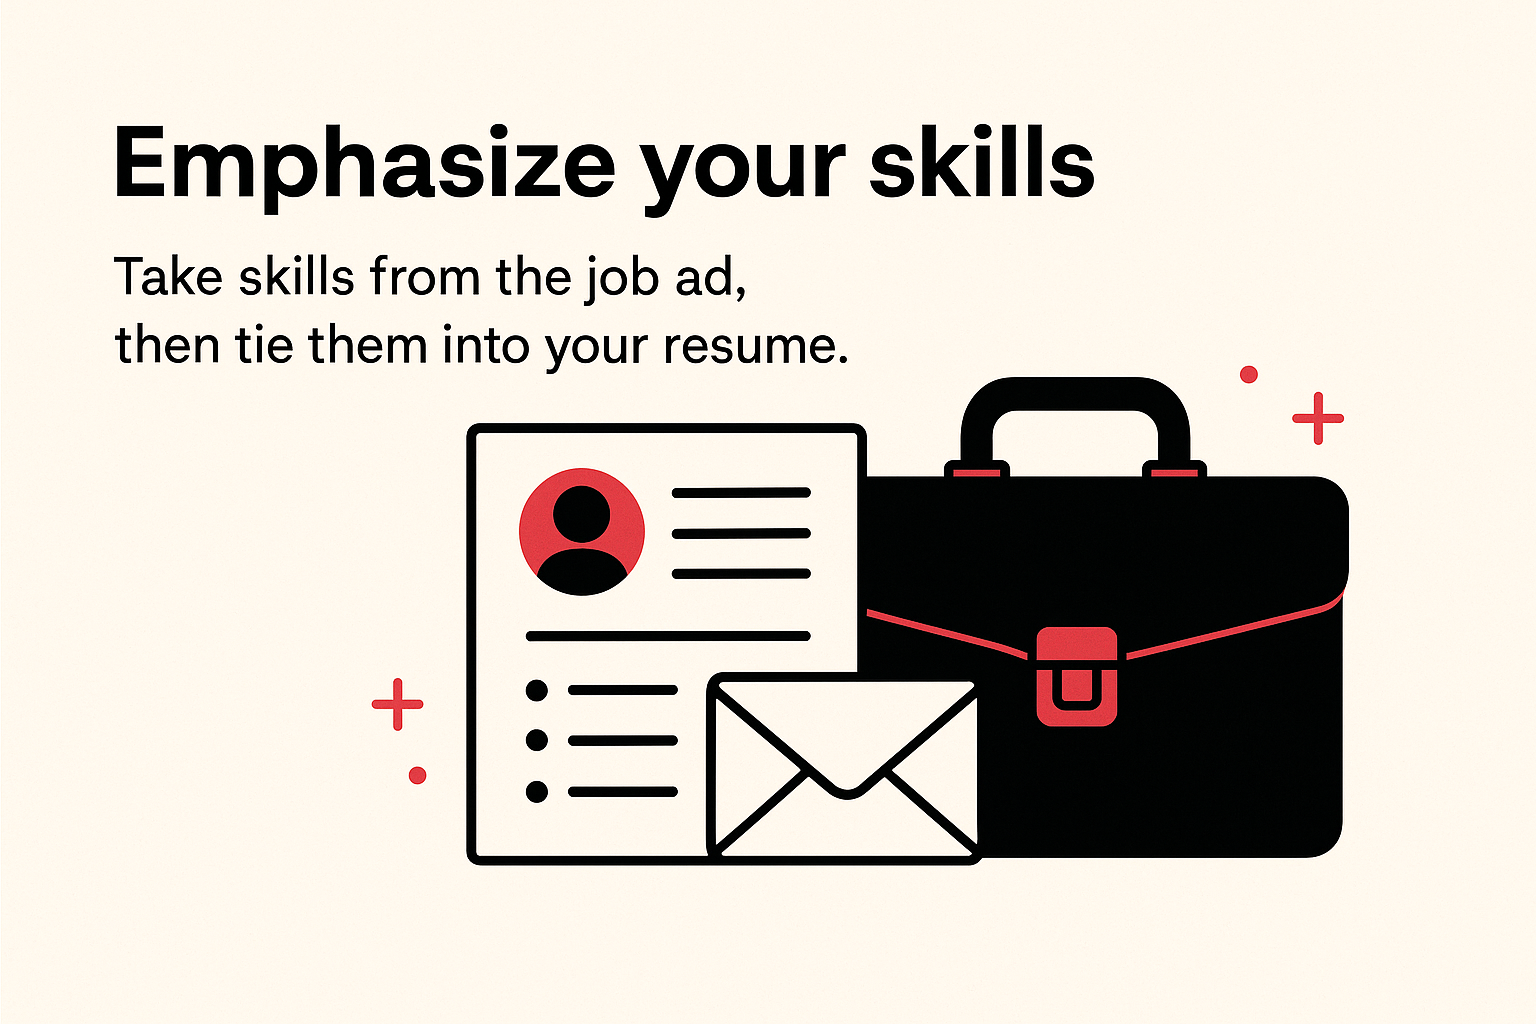 Emphasize your skills
Take skills from the job ad,
then tie them into your resume.